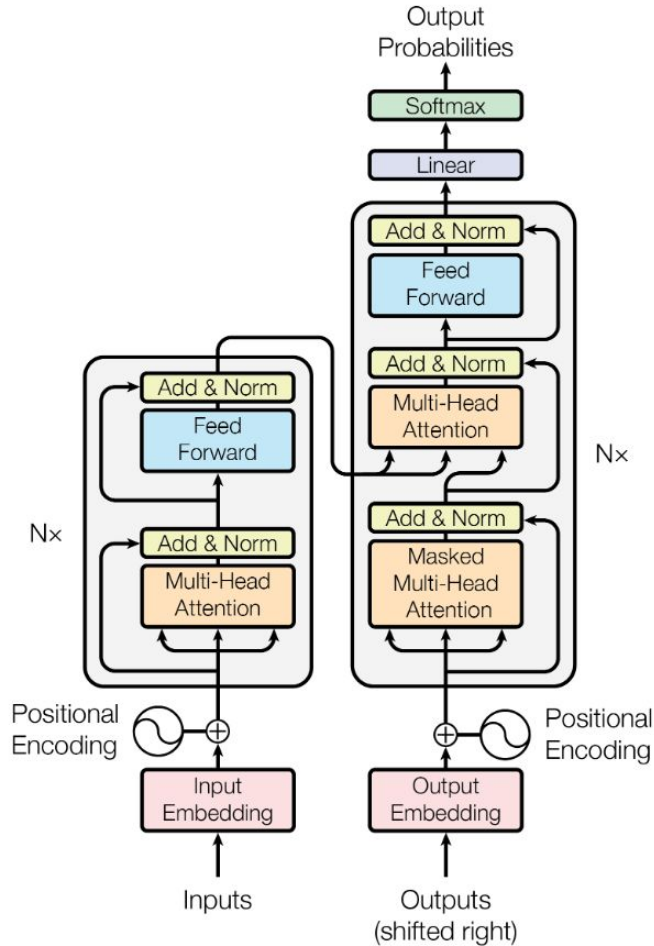 Output
Probabilities
Softmax
Linear
Add & Norm
Feed
Forward
Add & Norm
Multi-Head
Attention
Add & Norm
Masked
Multi-Head
Attention
N×
Add & Norm
Feed
Forward
Add & Norm
Multi-Head
Attention
N×
Positional
Encoding
Positional
Encoding
Input
Embedding
Output
Embedding
Inputs
Outputs
(shifted right)